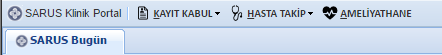 SARUS Klinik Portal KAYIT KABUL HASTA TAKİP AMELİYATHANE
SARUS Bugün